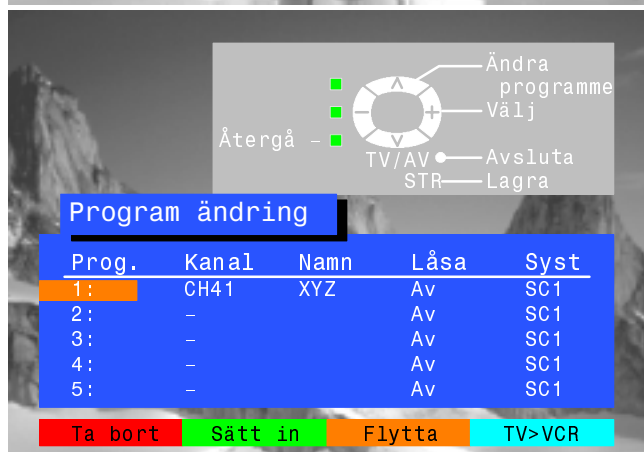 Ändra
programme
Välj
Återgå –
TV/AV
Avsluta
STR
Lagra
Program ändring
Prog. Kanal Namn Låsa Syst
1: CH41 XYZ Av SC1
2: – Av SC1
3: – Av SC1
4: – Av SC1
5: – Av SC1
Ta bort Sätt in Flytta TV>VCR